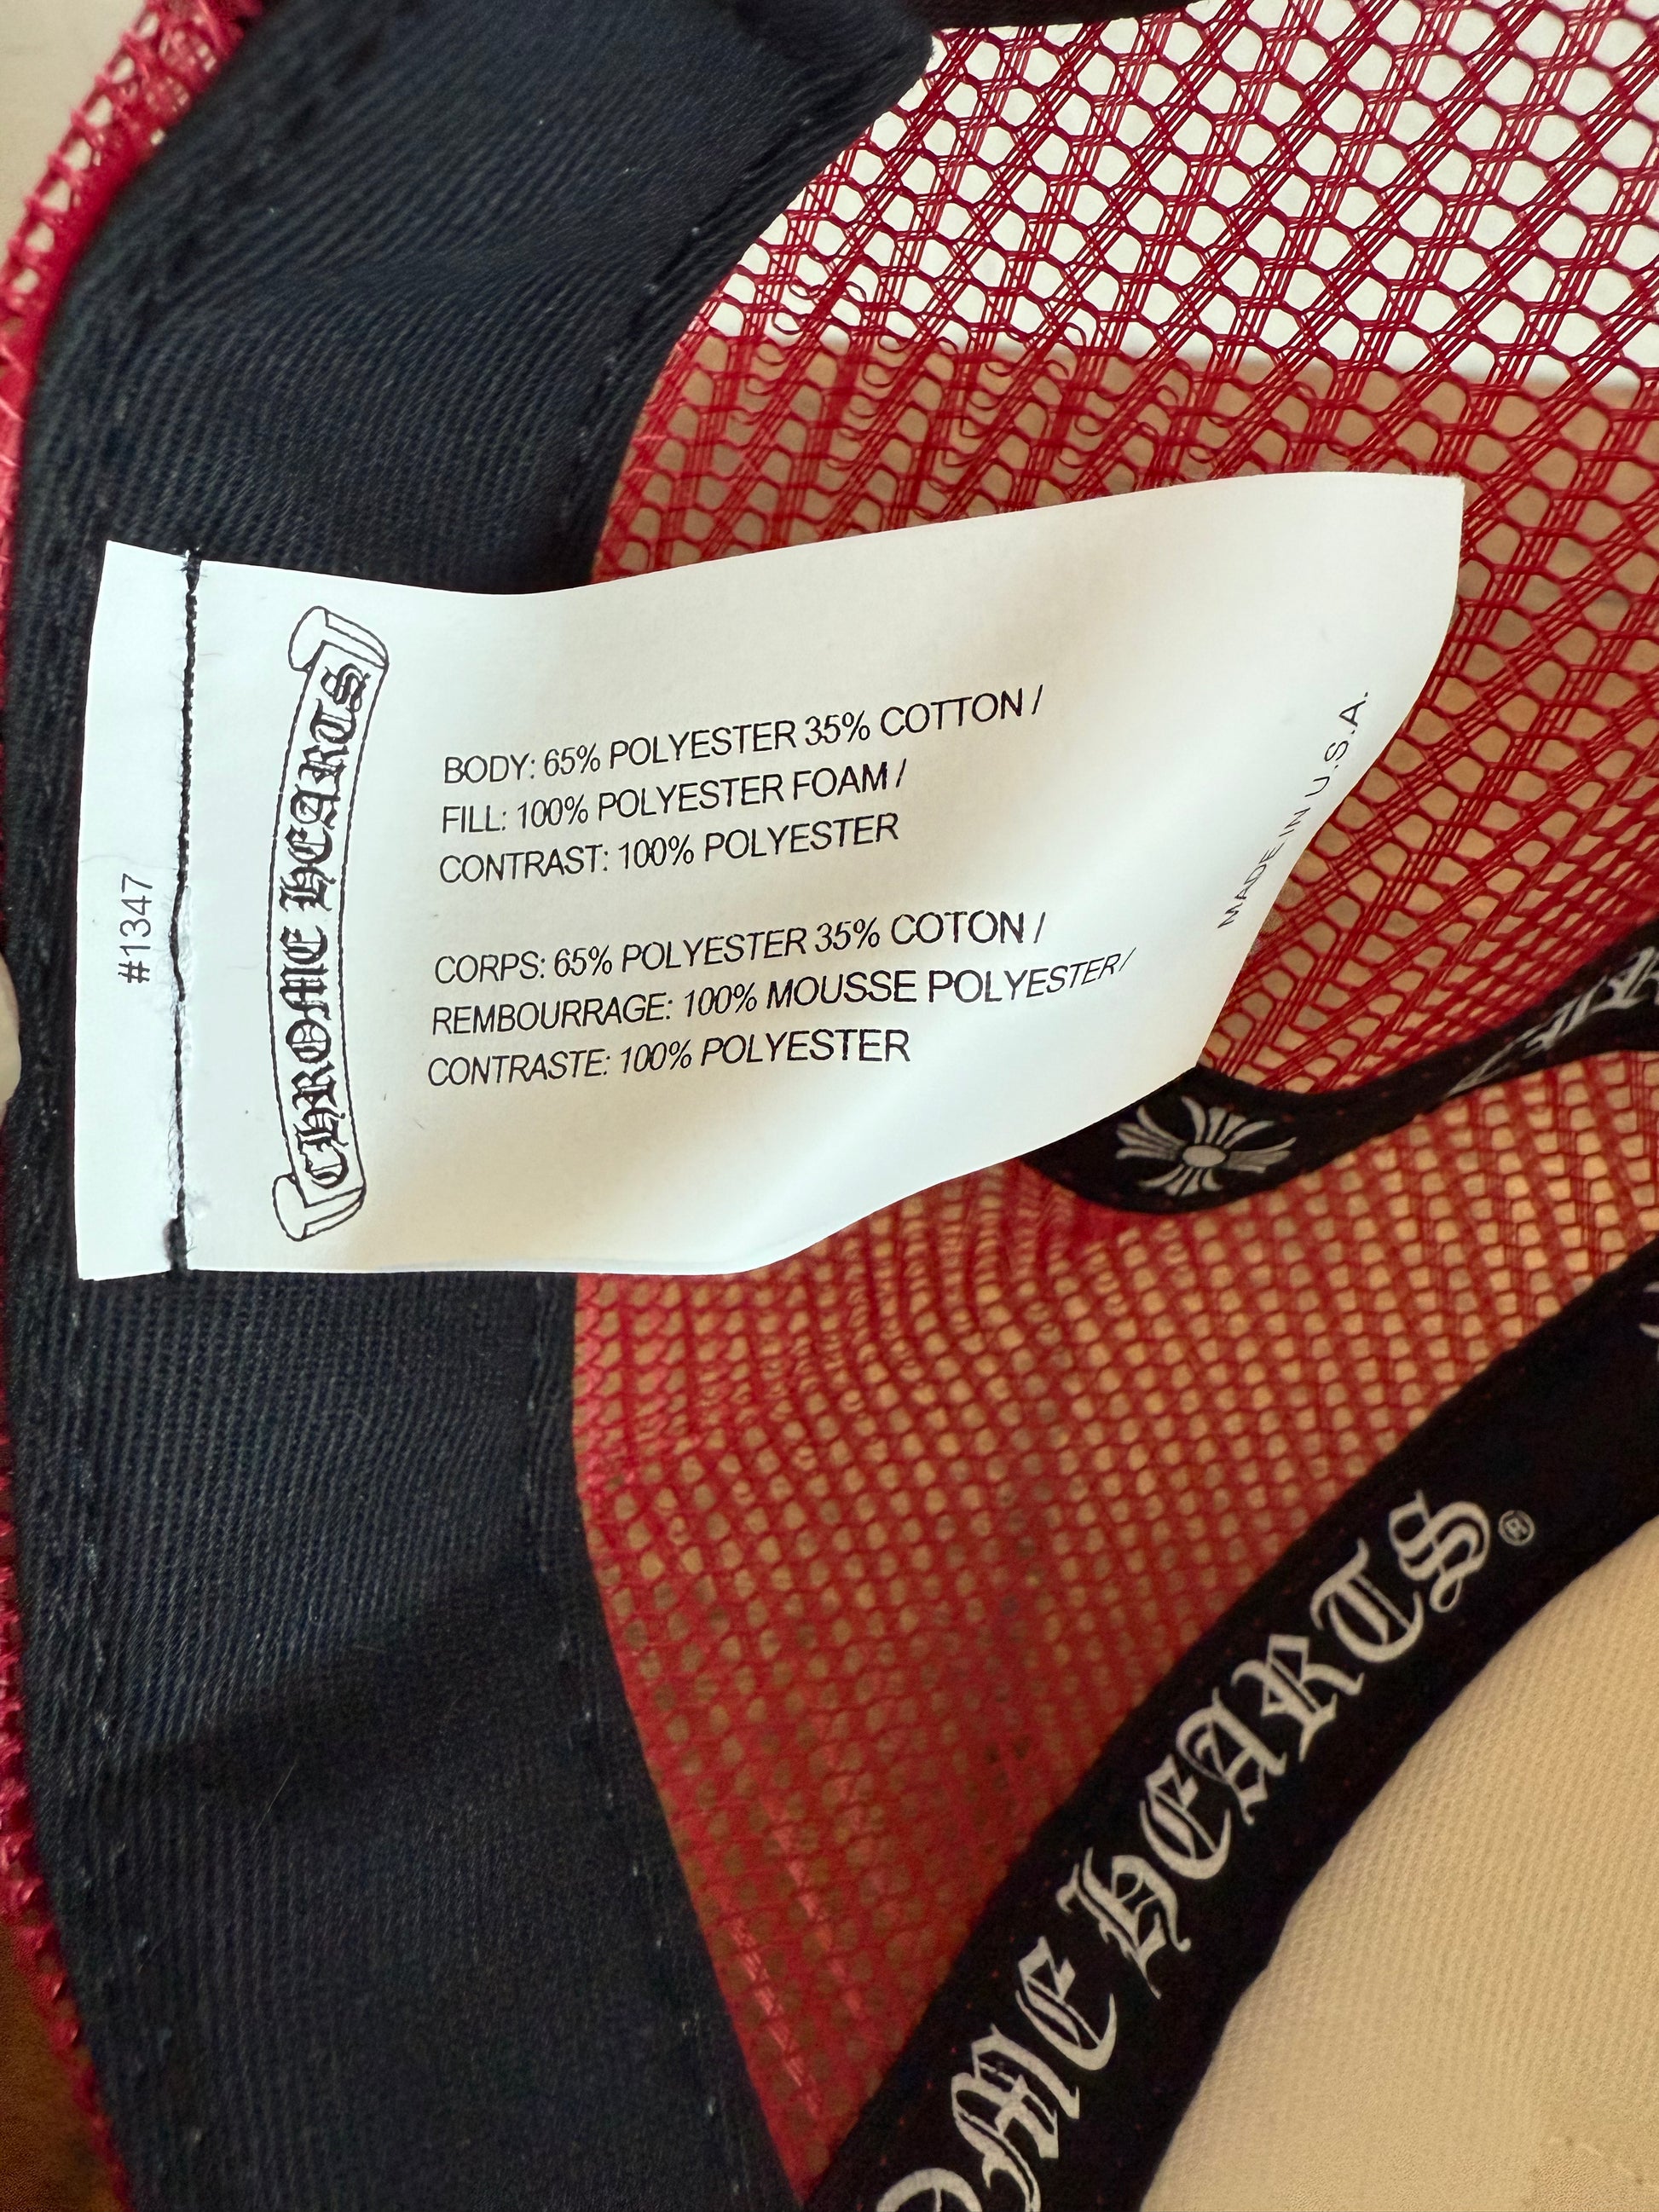 #1347
CHROME HEARTS
BODY: 65% POLYESTER 35% COTTON /
FILL: 100% POLYESTER FOAM /
CONTRAST: 100% POLYESTER
CORPS: 65% POLYESTER 35% COTON /
REMBOURRAGE: 100% MOUSSE POLYESTER/
CONTRASTE: 100% POLYESTER
MADE IN U.S.A.
OME HEARTS®